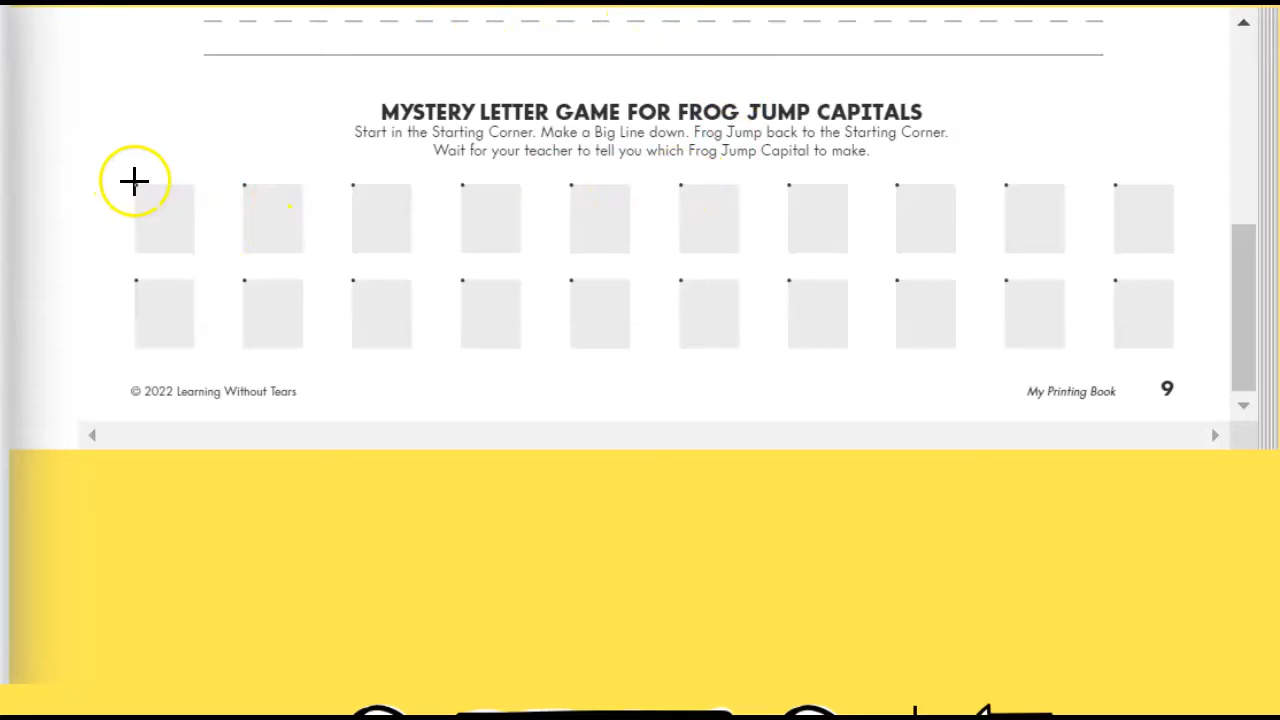 MYSTERY LETTER GAME FOR FROG JUMP CAPITALS
Start in the Starting Corner. Make a Big Line down. Frog Jump back to the Starting Corner.
Wait for your teacher to tell you which Frog Jump Capital to make.
© 2022 Learning Without Tears
My Printing Book 9